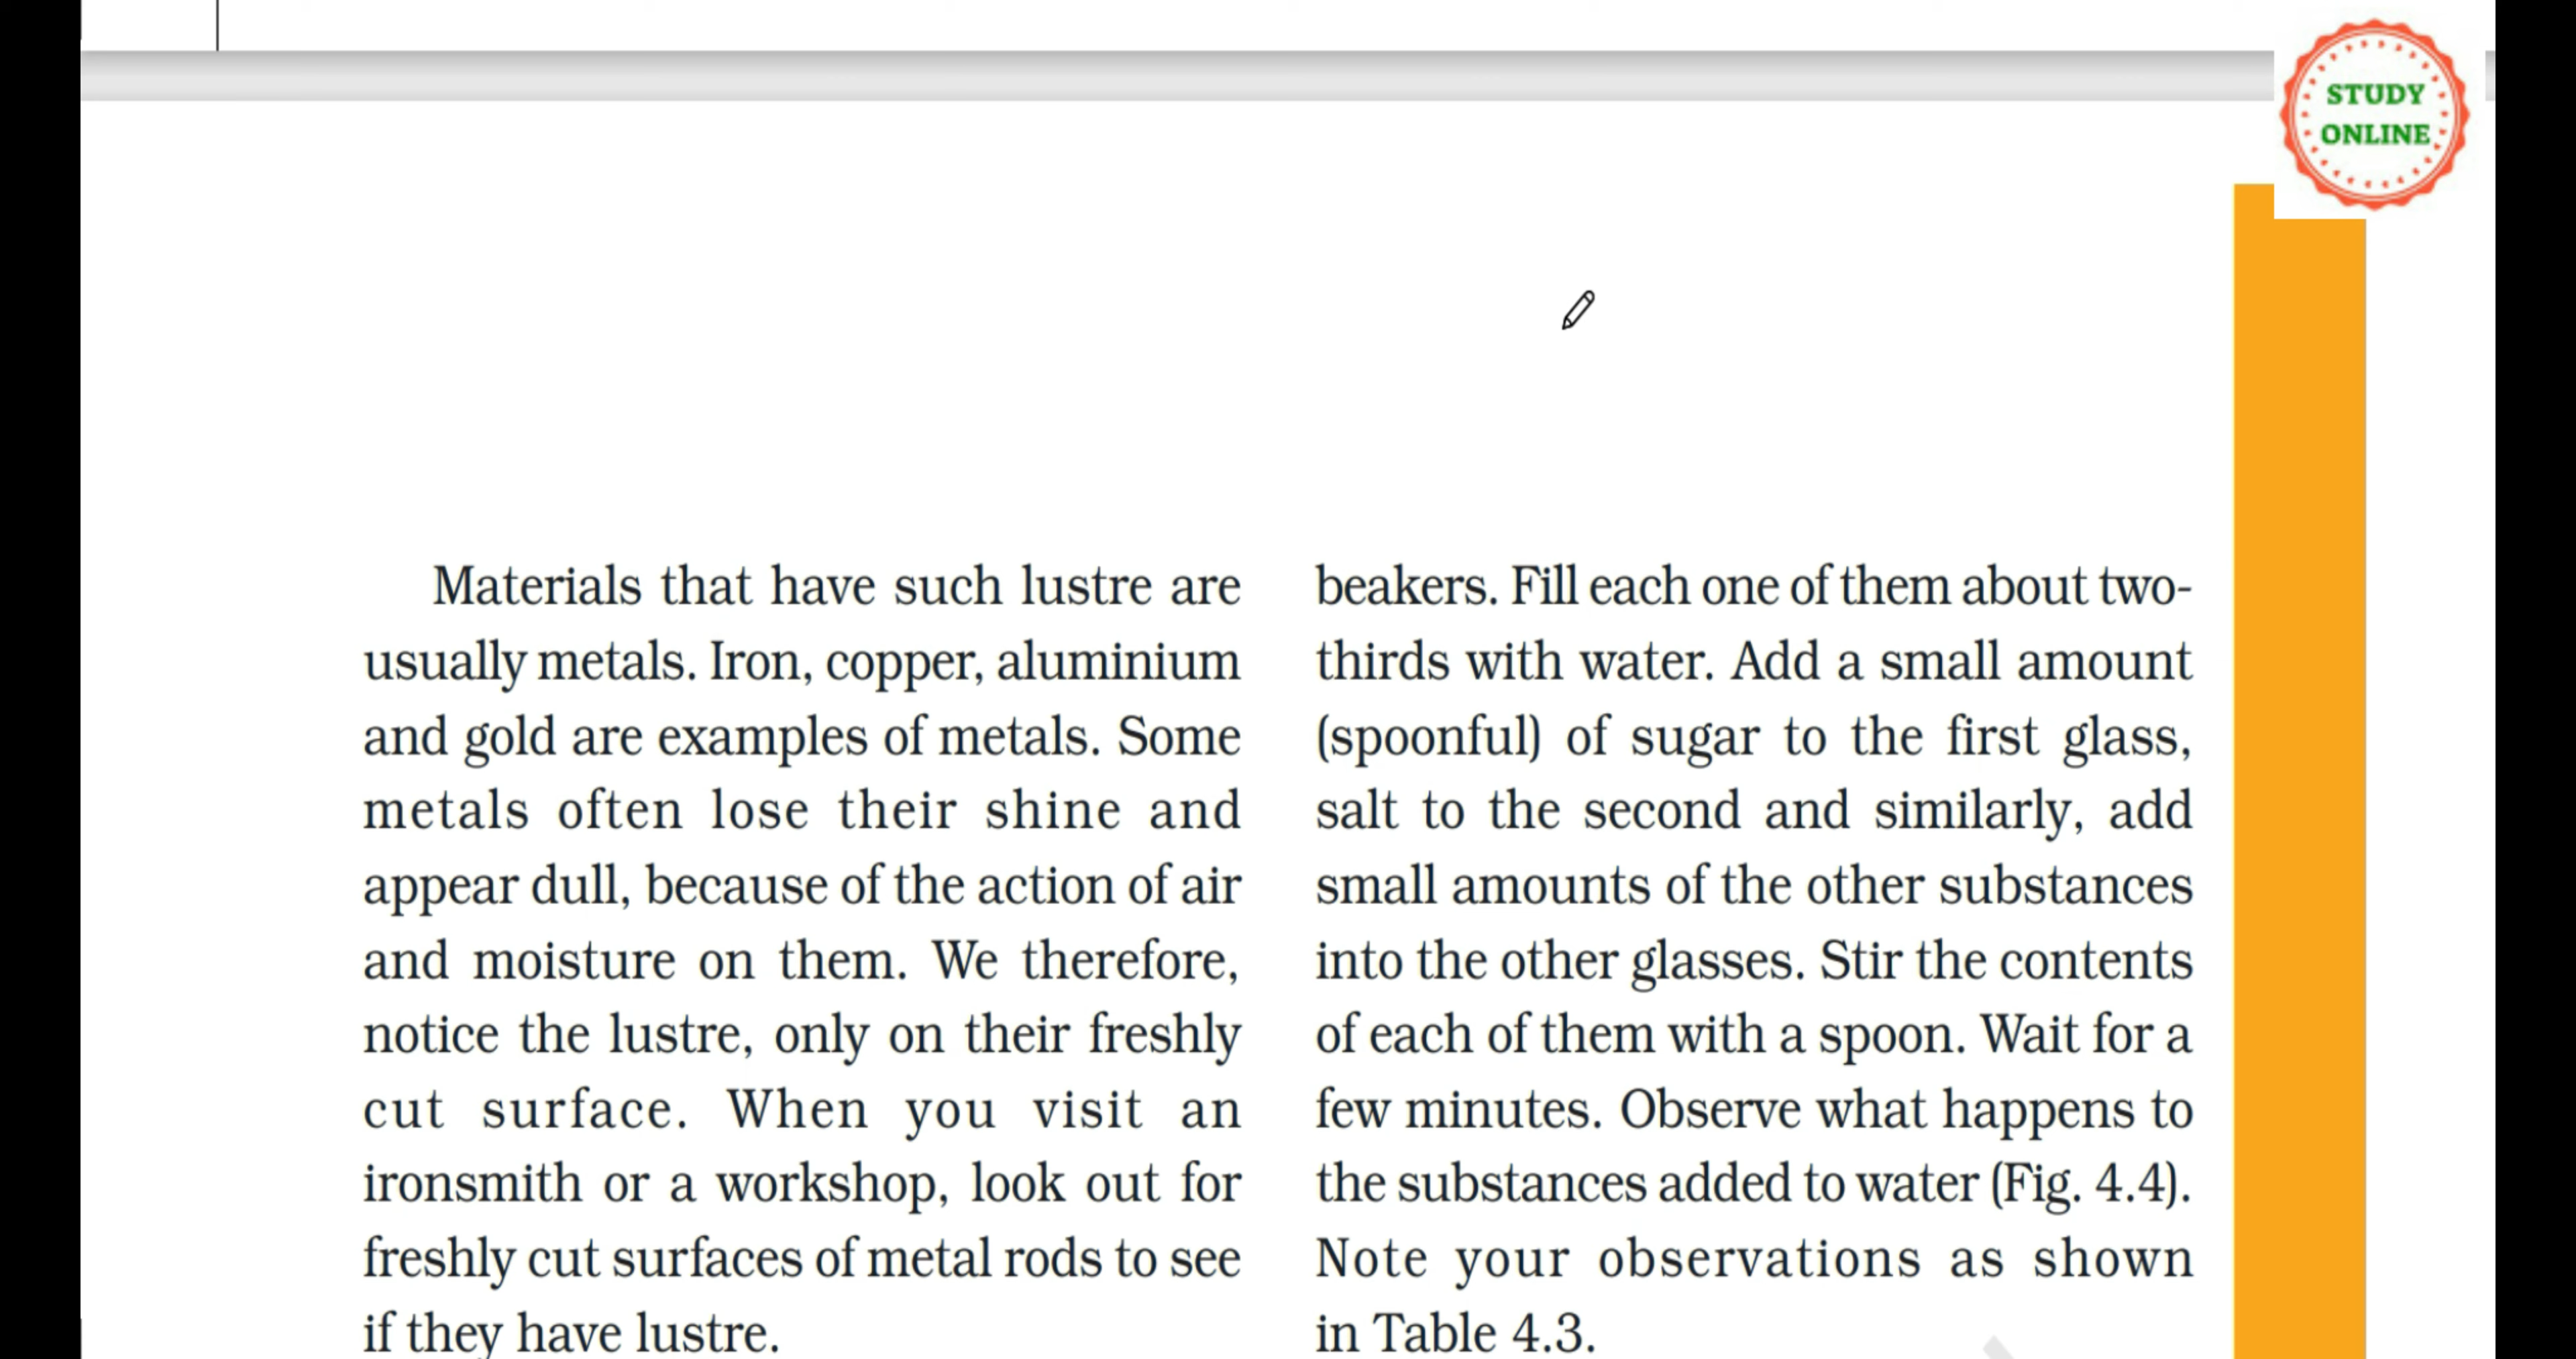 STUDY
ONLINE
Materials that have such lustre are
usually metals. Iron, copper, aluminium
and gold are examples of metals. Some
metals often lose their shine and
appear dull, because of the action of air
and moisture on them. We therefore,
notice the lustre, only on their freshly
cut surface. When you visit an
ironsmith or a workshop, look out for
freshly cut surfaces of metal rods to see
if they have lustre.
beakers. Fill each one of them about two-
thirds with water. Add a small amount
(spoonful) of sugar to the first glass,
salt to the second and similarly, add
small amounts of the other substances
into the other glasses. Stir the contents
of each of them with a spoon. Wait for a
few minutes. Observe what happens to
the substances added to water (Fig. 4.4).
Note your observations as shown
in Table 4.3.